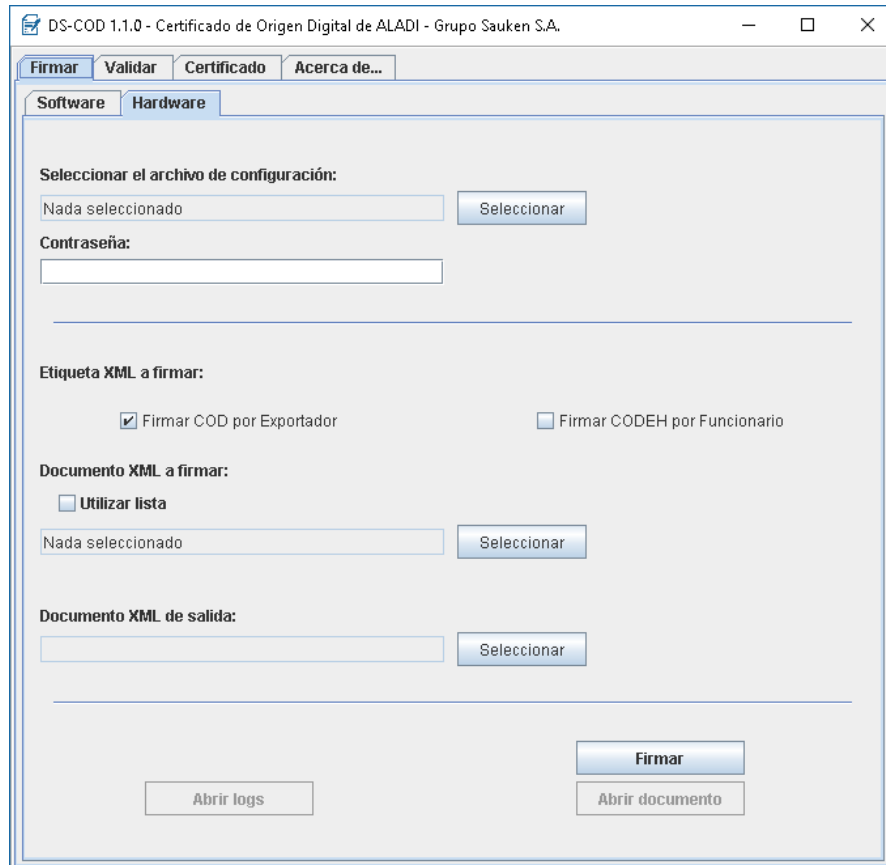 DS-COD 1.1.0 - Certificado de Origen Digital de ALADI - Grupo Sauken S.A.
Firmar Validar Certificado Acerca de...
Software Hardware
Seleccionar el archivo de configuración:
Nada seleccionado Seleccionar
Contraseña:
Etiqueta XML a firmar:
Firmar COD por Exportador Firmar CODEH por Funcionario
Documento XML a firmar:
Utilizar lista
Nada seleccionado Seleccionar
Documento XML de salida:
Seleccionar
Firmar
Abrir logs Abrir documento